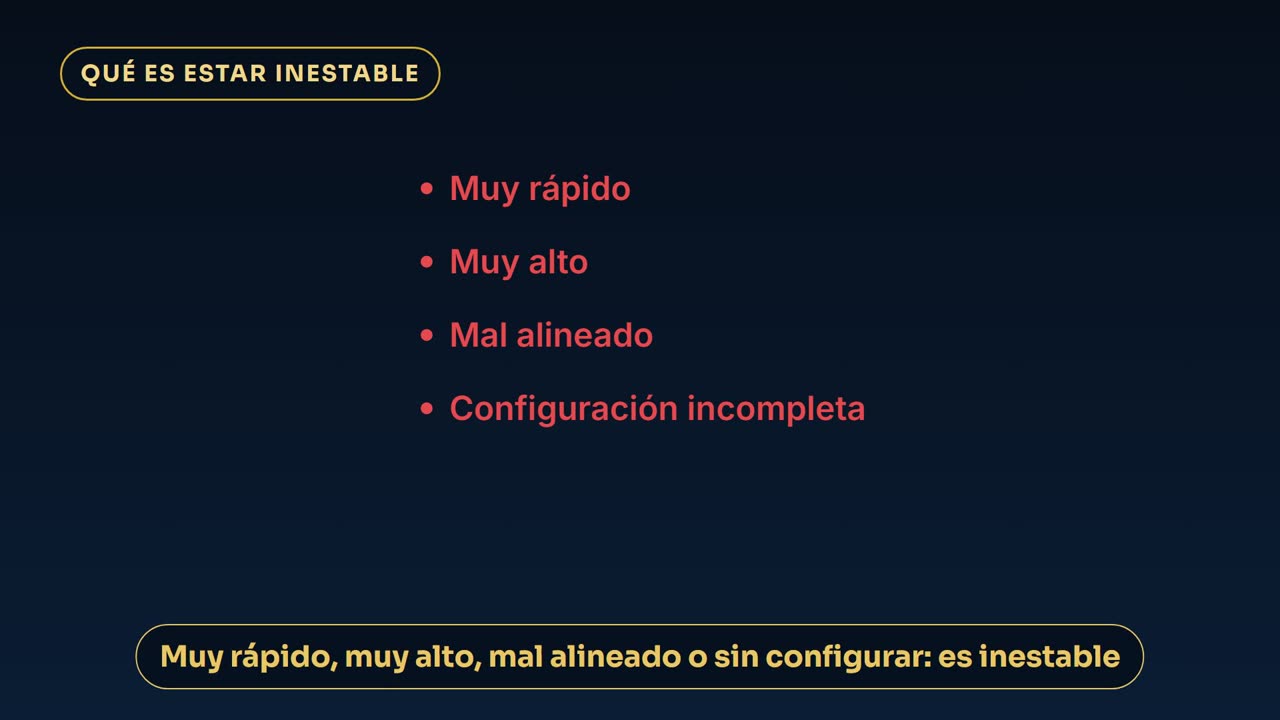 QUÉ ES ESTAR INESTABLE
• Muy rápido
• Muy alto
• Mal alineado
• Configuración incompleta
Muy rápido, muy alto, mal alineado o sin configurar: es inestable